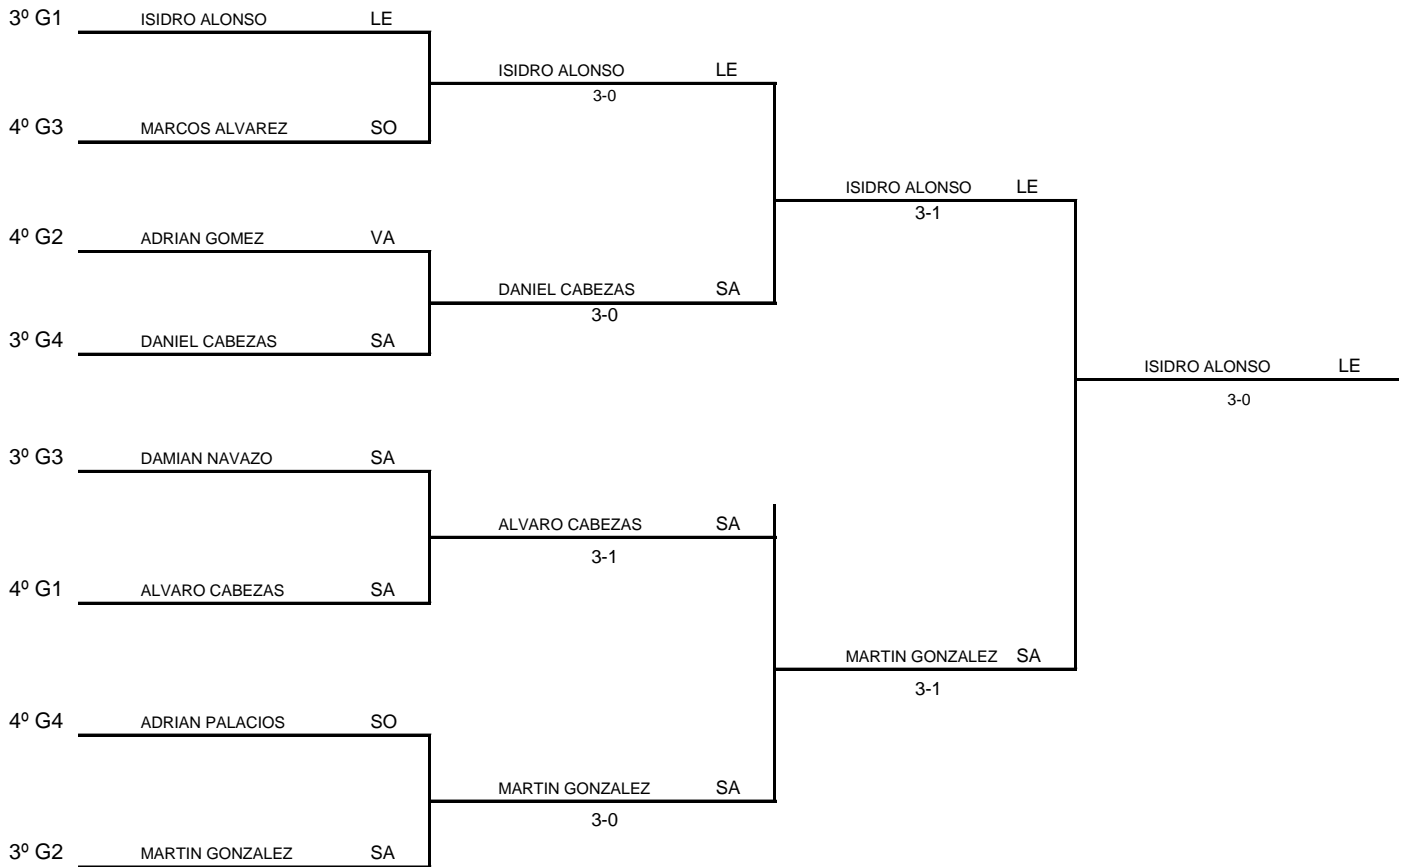 3º G1 ISIDRO ALONSO LE
ISIDRO ALONSO LE
3-0
4º G3 MARCOS ALVAREZ SO
ISIDRO ALONSO LE
3-1
4º G2 ADRIAN GOMEZ VA
DANIEL CABEZAS SA
3-0
3º G4 DANIEL CABEZAS SA
ISIDRO ALONSO LE
3-0
3º G3 DAMIAN NAVAZO SA
ALVARO CABEZAS SA
3-1
4º G1 ALVARO CABEZAS SA
MARTIN GONZALEZ SA
3-1
4º G4 ADRIAN PALACIOS SO
MARTIN GONZALEZ SA
3-0
3º G2 MARTIN GONZALEZ SA